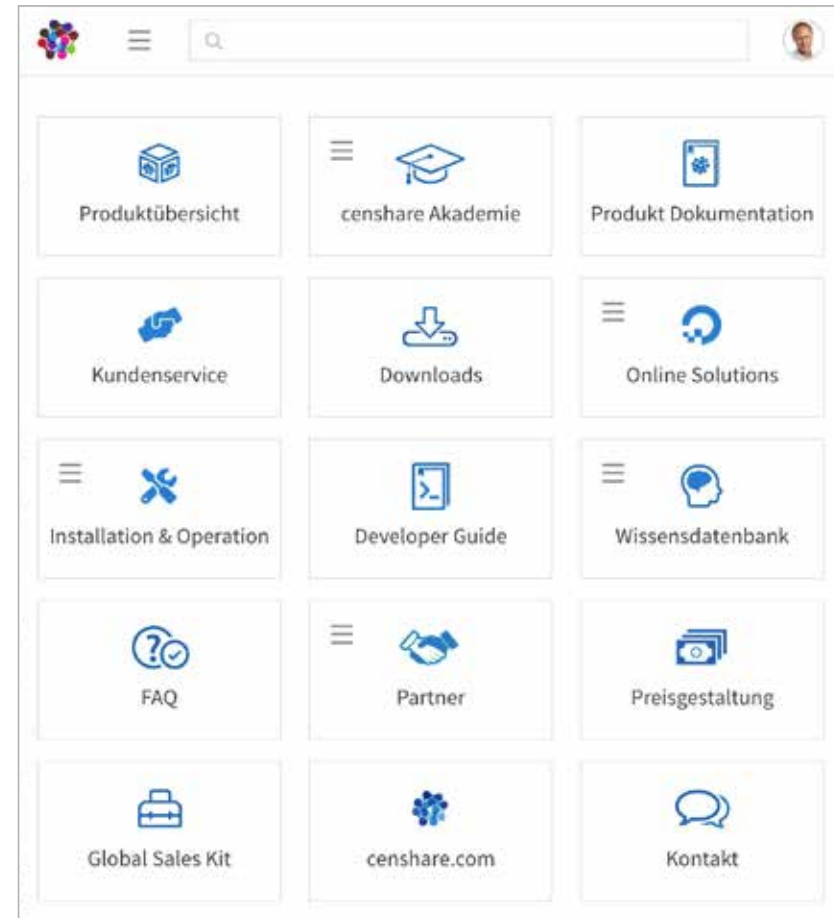 Produktübersicht
censhare Akademie
Produkt Dokumentation
Kundenservice
Downloads
Online Solutions
Installation & Operation
Developer Guide
Wissensdatenbank
FAQ
Partner
Preisgestaltung
Global Sales Kit
censhare.com
Kontakt